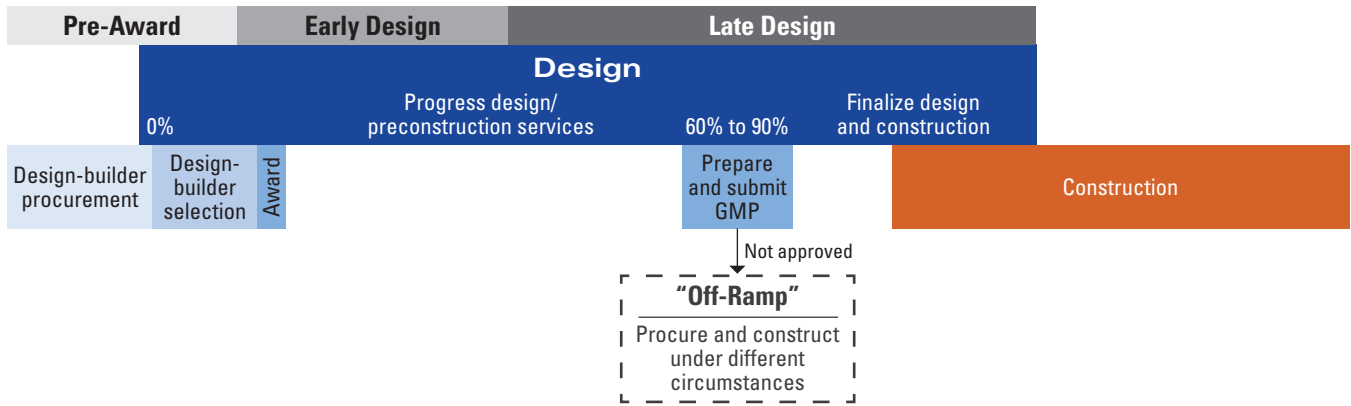 Pre-Award
Early Design
Late Design
Design
0%
Progress design/
preconstruction services
60% to 90%
Finalize design
and construction
Design-builder
procurement
Design-
builder
selection
Award
Prepare
and submit
GMP
Construction
Not approved
“Off-Ramp”
Procure and construct
under different
circumstances